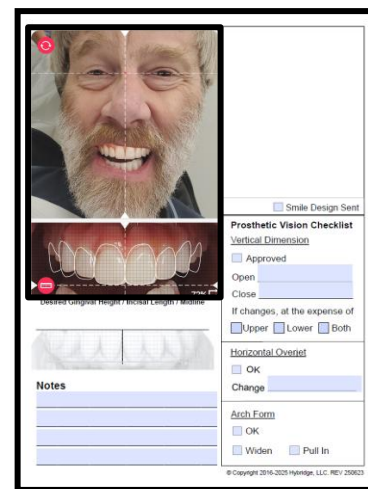 Smile Design Sent
Prosthetic Vision Checklist
Vertical Dimension
Approved
Open
Close
If changes, at the expense of
Upper Lower Both
Desired Gingival Height / Incisal Length / Midline
Horizontal Overjet
OK
Change
Notes
Arch Form
OK
Widen Pull In
© Copyright 2016-2025 Hybridge, LLC. REV 250623